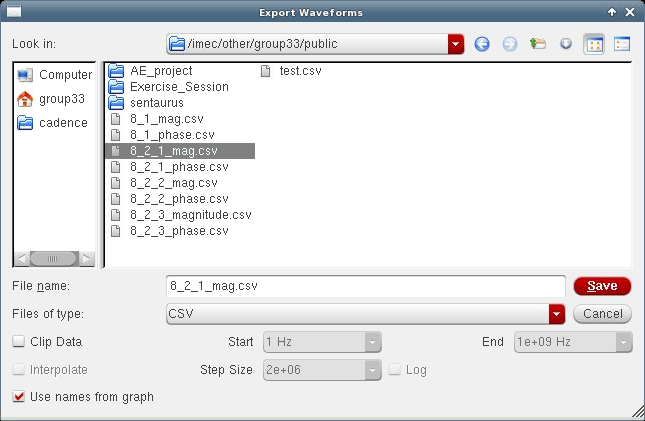 Export Waveforms
Look in:
/imec/other/group33/public
Computer
group33
cadence
AE_project
Exercise_Session
sentaurus
8_1_mag.csv
8_1_phase.csv
8_2_1_mag.csv
8_2_1_phase.csv
8_2_2_mag.csv
8_2_2_phase.csv
8_2_3_magnitude.csv
8_2_3_phase.csv
test.csv
File name: 8_2_1_mag.csv Save
Files of type: CSV Cancel
Clip Data Start 1 Hz End 1e+09 Hz
Interpolate Step Size 2e+06 Log
Use names from graph